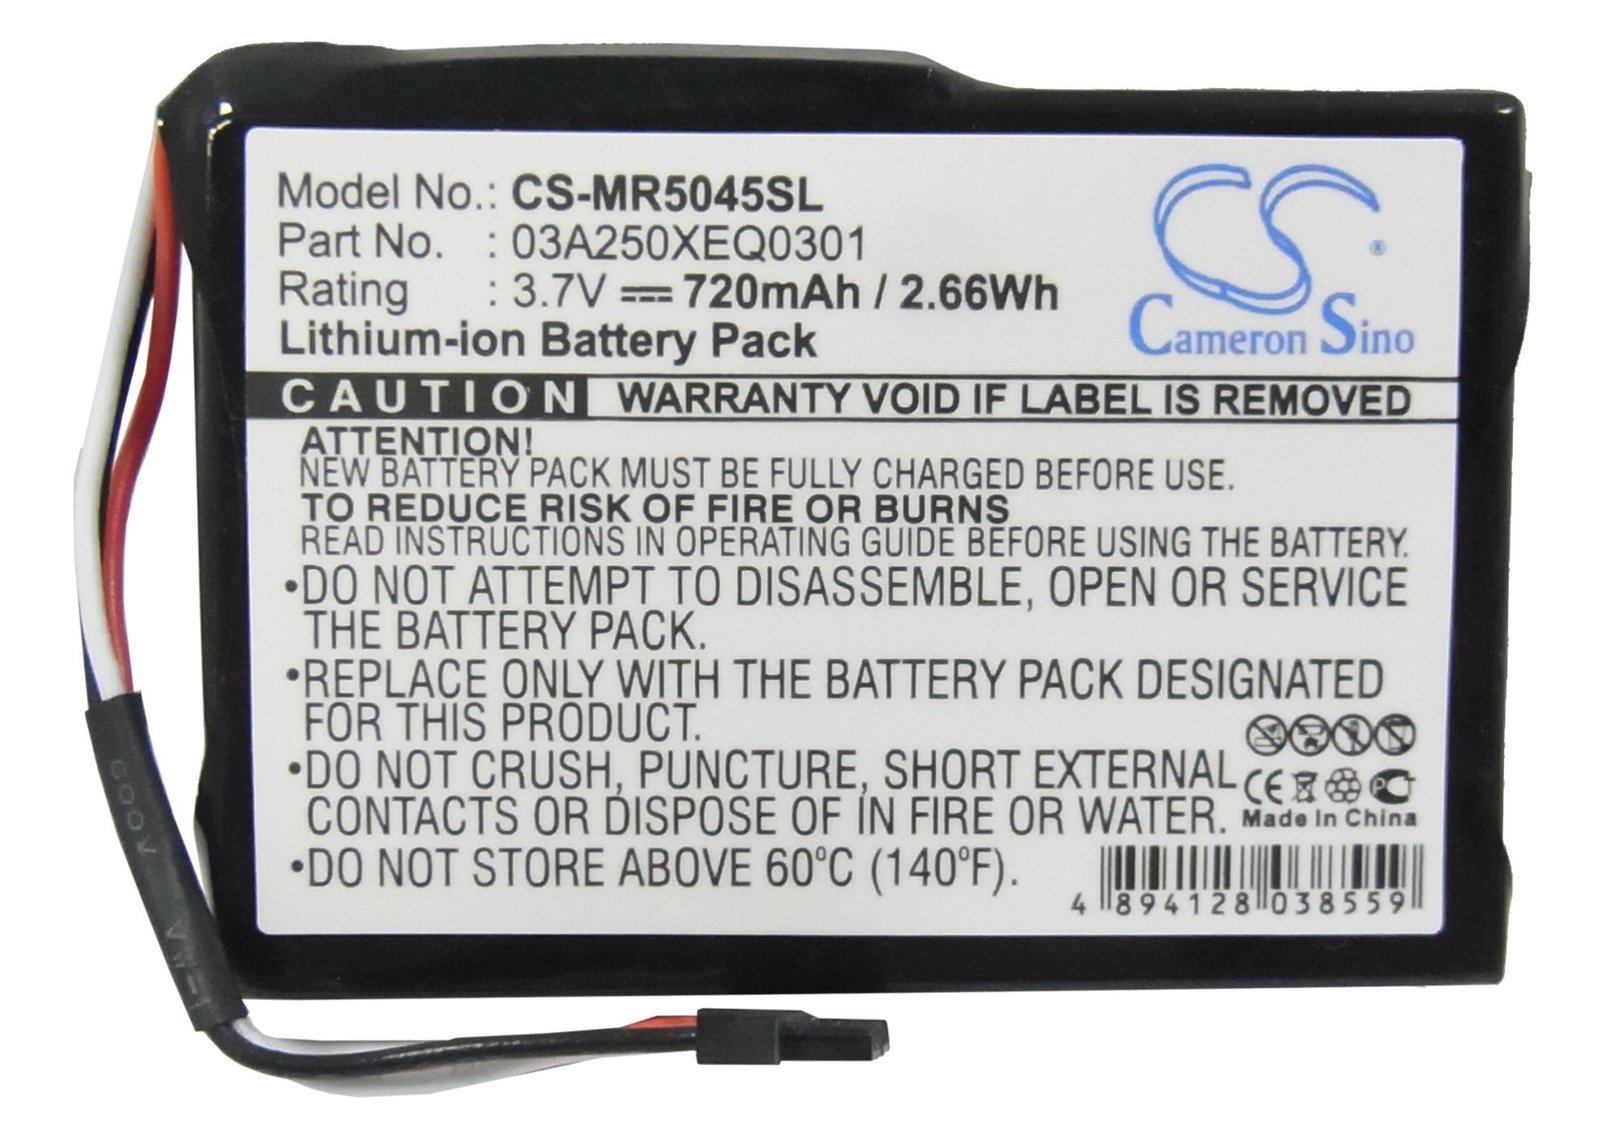 Model No.: CS-MR5045SL
Part No. : 03A250XEQ0301
Rating : 3.7V 720mAh / 2.66Wh
Lithium-ion Battery Pack
CS ®
Cameron Sino
CAUTION WARRANTY VOID IF LABEL IS REMOVED
ATTENTION!
NEW BATTERY PACK MUST BE FULLY CHARGED BEFORE USE.
TO REDUCE RISK OF FIRE OR BURNS
READ INSTRUCTIONS IN OPERATING GUIDE BEFORE USING THE BATTERY.
•DO NOT ATTEMPT TO DISASSEMBLE, OPEN OR SERVICE
THE BATTERY PACK.
•REPLACE ONLY WITH THE BATTERY PACK DESIGNATED
FOR THIS PRODUCT.
•DO NOT CRUSH, PUNCTURE, SHORT EXTERNAL
CONTACTS OR DISPOSE OF IN FIRE OR WATER.
•DO NOT STORE ABOVE 60°C (140°F).
CE
Made In China
4 894128 038559